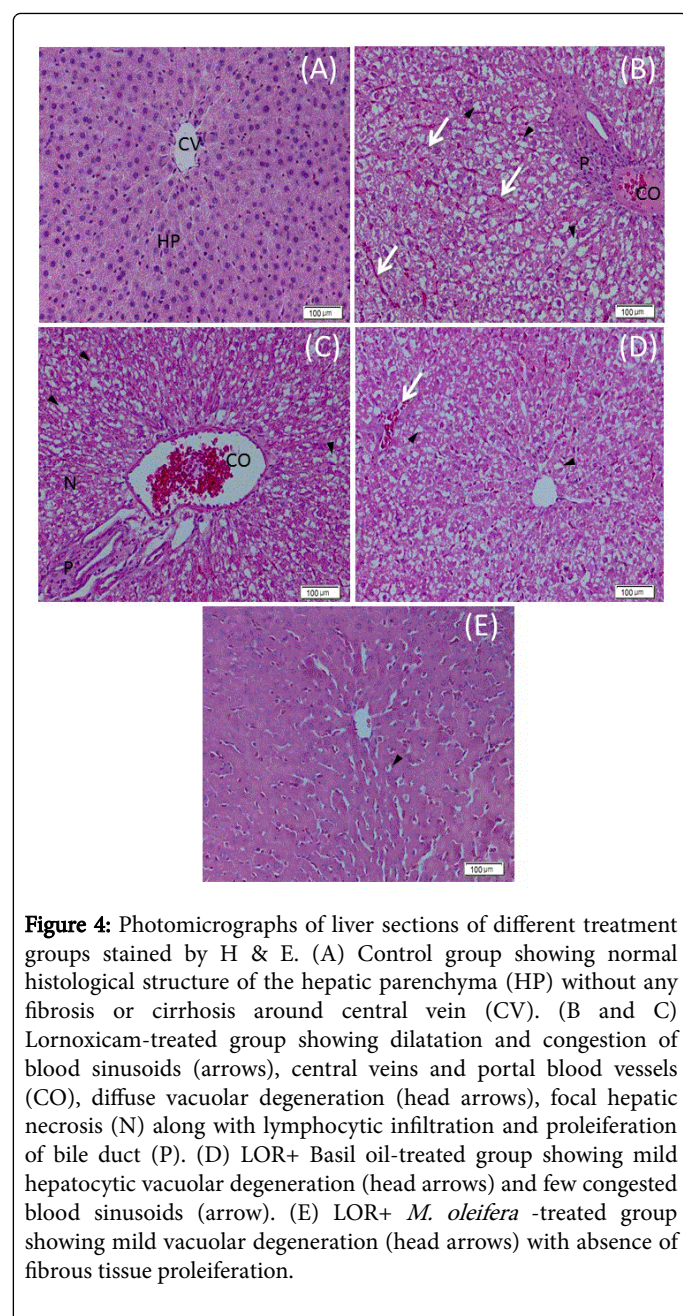 (A)
CV
HP
100 µm
(B)
P
CO
100 µm
(C)
CO
N
P
100 µm
(D)
100 µm
(E)
100 µm
Figure 4: Photomicrographs of liver sections of different treatment
groups stained by H & E. (A) Control group showing normal
histological structure of the hepatic parenchyma (HP) without any
fibrosis or cirrhosis around central vein (CV). (B and C)
Lornoxicam-treated group showing dilatation and congestion of
blood sinusoids (arrows), central veins and portal blood vessels
(CO), diffuse vacuolar degeneration (head arrows), focal hepatic
necrosis (N) along with lymphocytic infiltration and proleiferation
of bile duct (P). (D) LOR+ Basil oil-treated group showing mild
hepatocytic vacuolar degeneration (head arrows) and few congested
blood sinusoids (arrow). (E) LOR+ M. oleifera -treated group
showing mild vacuolar degeneration (head arrows) with absence of
fibrous tissue proleiferation.